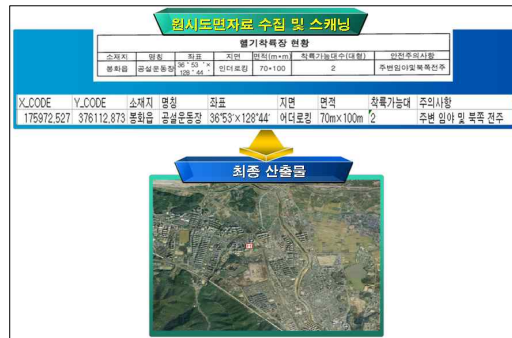 원시도면자료 수집 및 스캐닝
헬기착륙장 현황
소재지 명칭 좌표 지면 면적(m*m) 착륙가능대수(대형) 안전주의사항
봉화읍 공설운동장 36°53′× 128°44′ 인더로킹 70*100 2 주변임야및북쪽전주
X_CODE Y_CODE 소재지 명칭 좌표 지면 면적 착륙가능대 주의사항
175972,527 376112,873 봉화읍 공설운동장 36°53′×128°44′ 어더로킹 70m×100m 2 주변 임야 및 북쪽 전주
최종 산출물